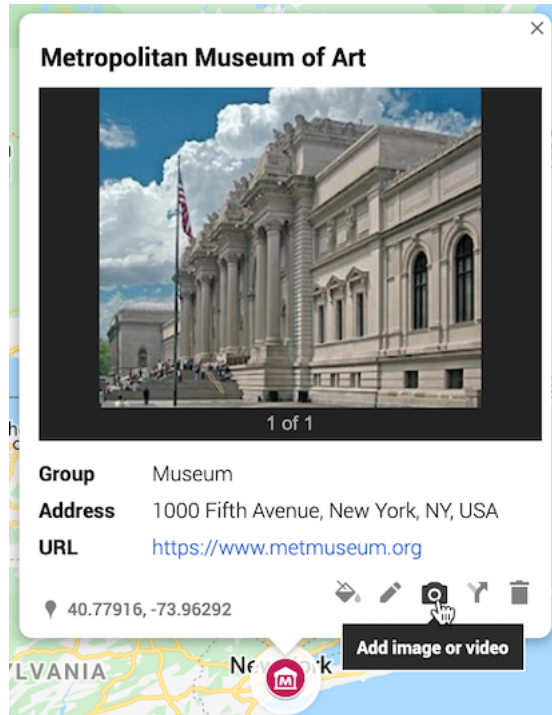 Metropolitan Museum of Art
1 of 1
Group Museum
Address 1000 Fifth Avenue, New York, NY, USA
URL https://www.metmuseum.org
40.77916, -73.96292
Add image or video
LVANIA
New York
M